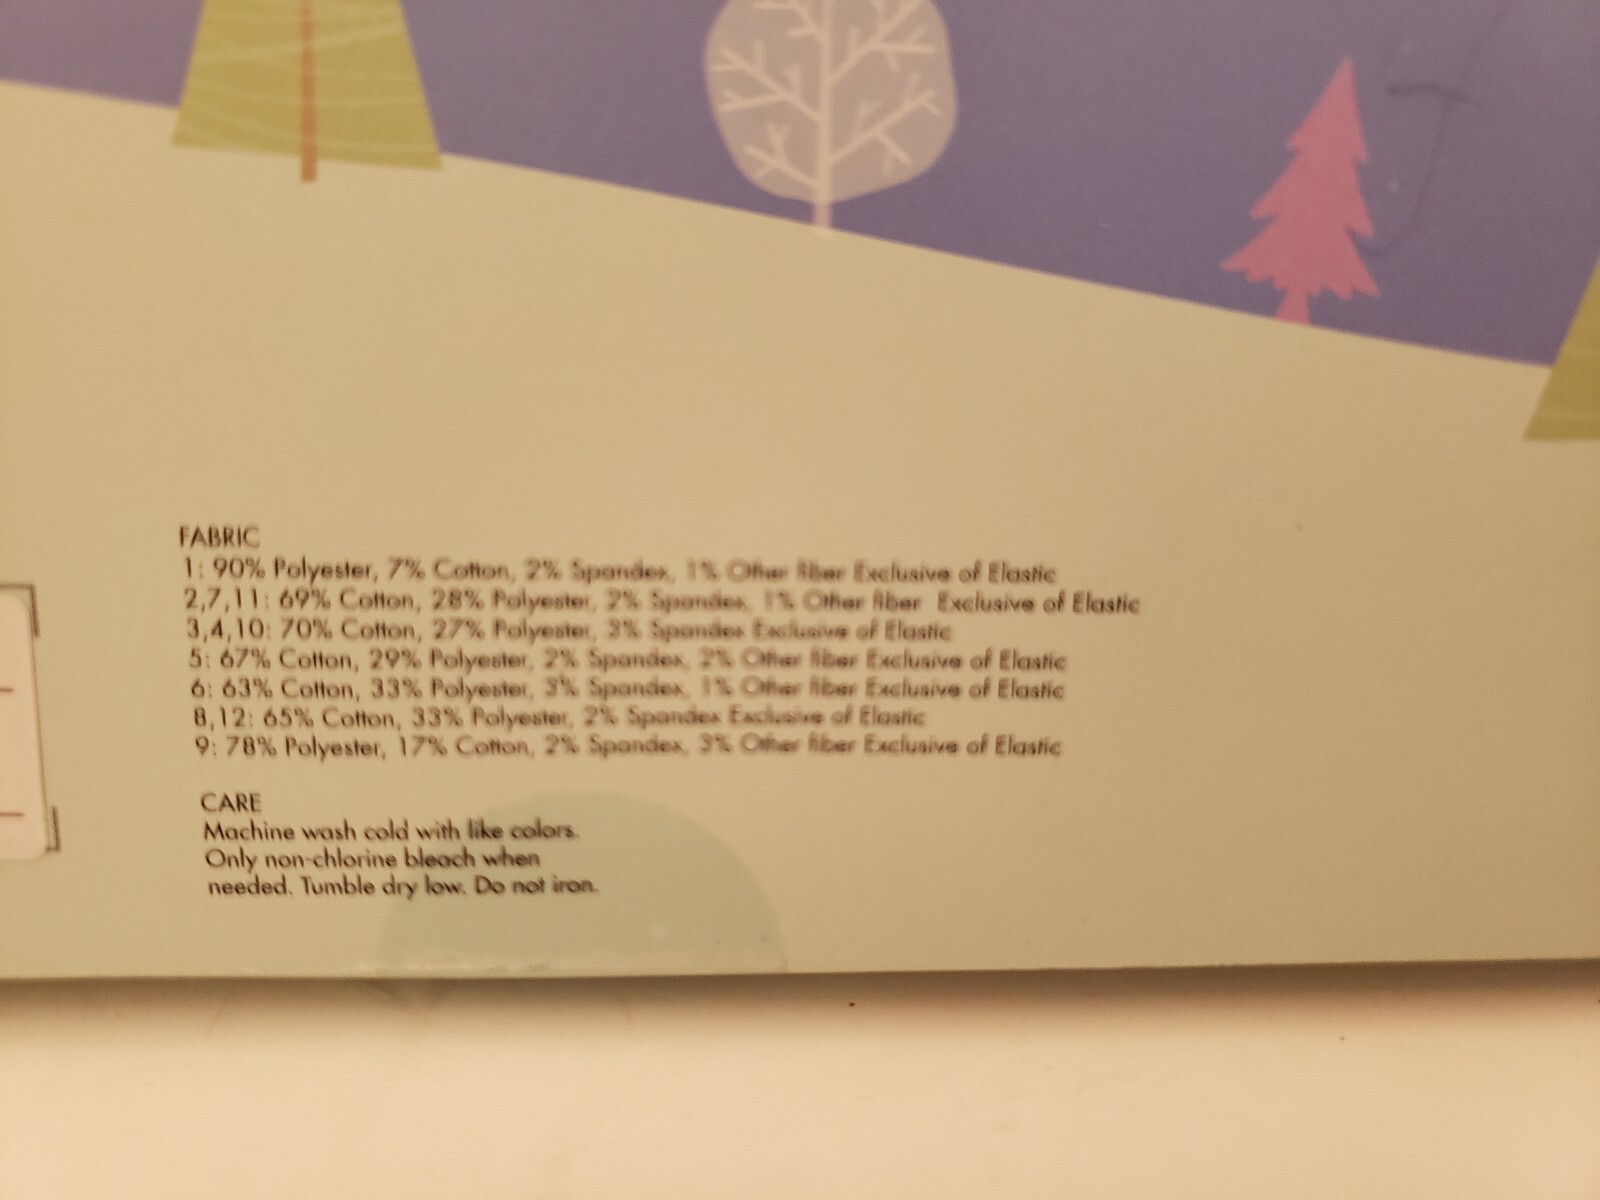 FABRIC
1: 90% Polyester, 7% Cotton, 2% Spandex, 1% Other fiber Exclusive of Elastic
2,7,11: 69% Cotton, 28% Polyester, 2% Spandex, 1% Other fiber Exclusive of Elastic
3,4,10: 70% Cotton, 27% Polyester, 3% Spandex Exclusive of Elastic
5: 67% Cotton, 29% Polyester, 2% Spandex, 2% Other fiber Exclusive of Elastic
6: 63% Cotton, 33% Polyester, 3% Spandex, 1% Other fiber Exclusive of Elastic
8,12: 65% Cotton, 33% Polyester, 2% Spandex Exclusive of Elastic
9: 78% Polyester, 17% Cotton, 2% Spandex, 3% Other fiber Exclusive of Elastic
CARE
Machine wash cold with like colors.
Only non-chlorine bleach when
needed. Tumble dry low. Do not iron.